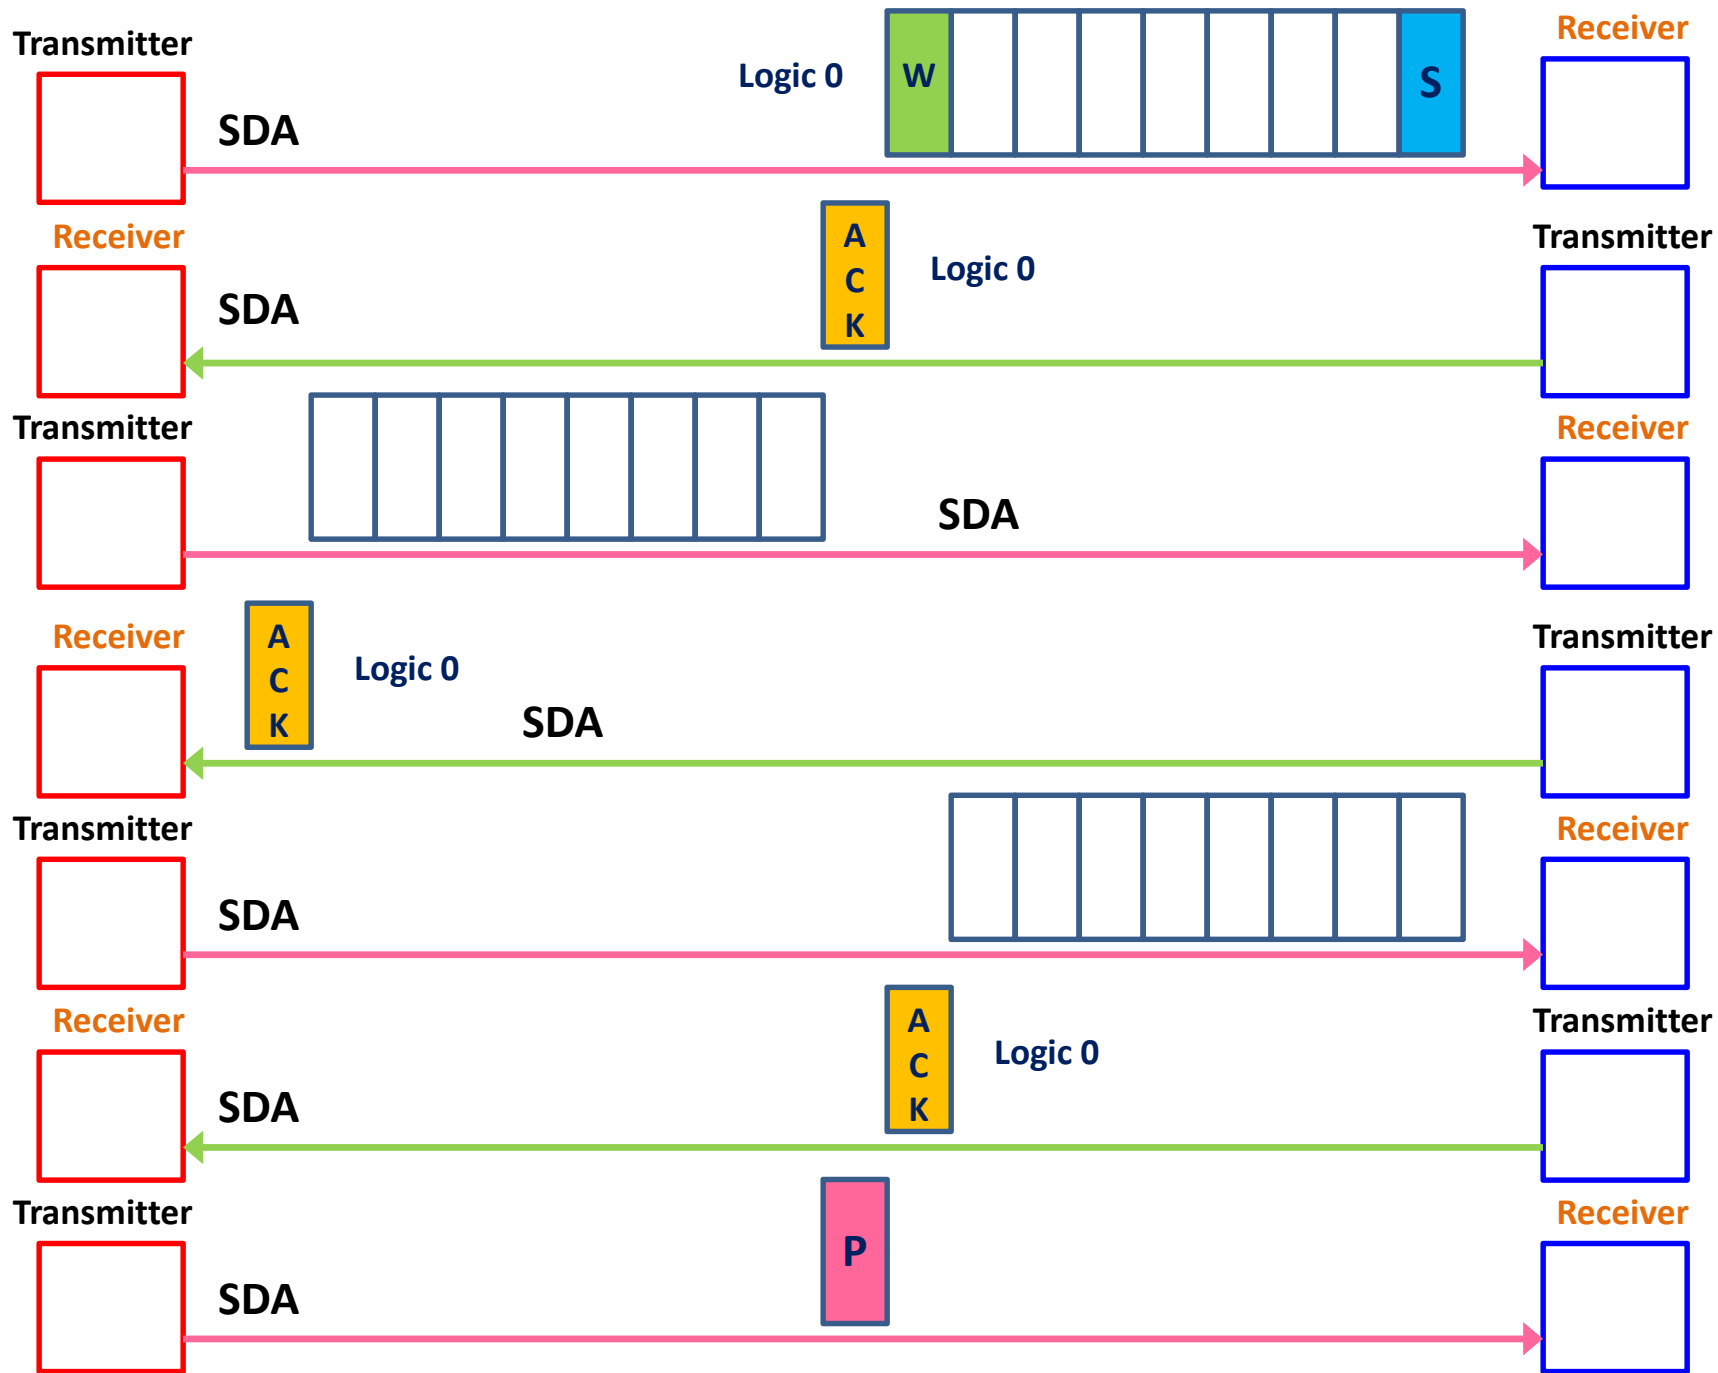 Transmitter
Logic 0
W
S
Receiver
SDA
Receiver
A
C
K
Logic 0
Transmitter
SDA
Transmitter
Receiver
SDA
Receiver
A
C
K
Logic 0
Transmitter
SDA
Transmitter
Receiver
SDA
Receiver
A
C
K
Logic 0
Transmitter
SDA
Transmitter
P
Receiver
SDA